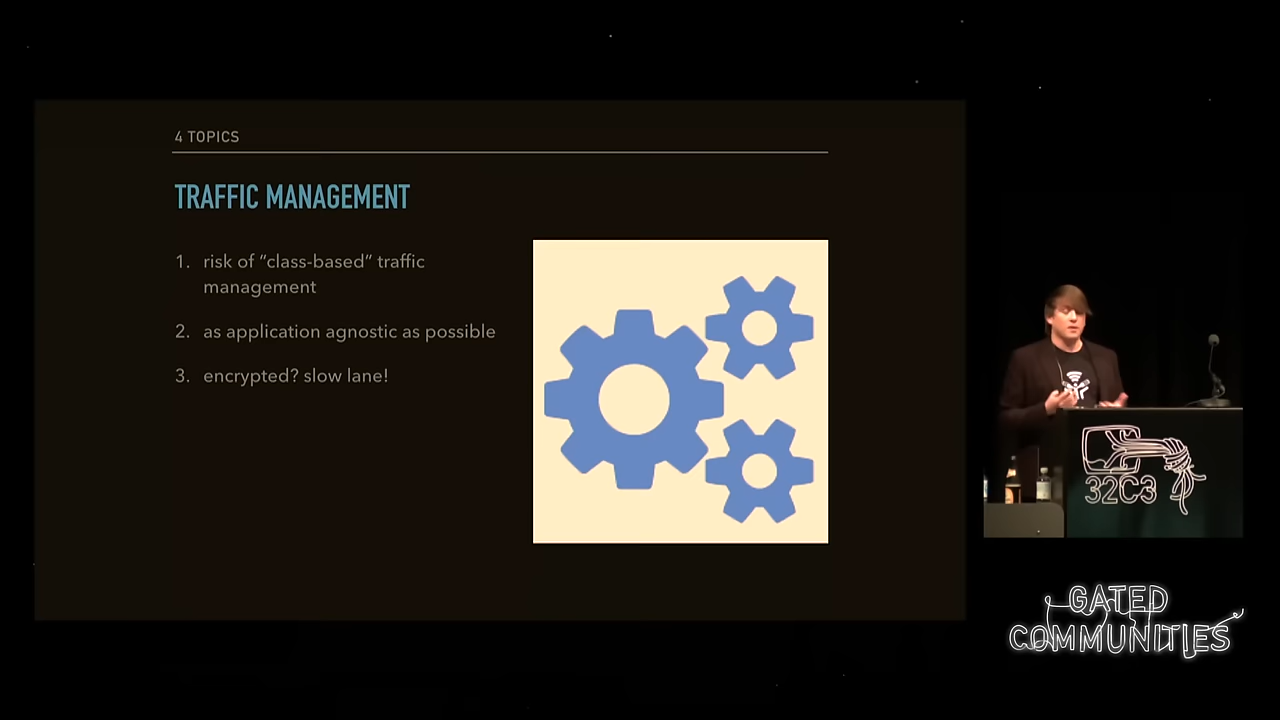 4 TOPICS
TRAFFIC MANAGEMENT
1. risk of “class-based” traffic
management
2. as application agnostic as possible
3. encrypted? slow lane!
32C3
GATED
COMMUNITIES